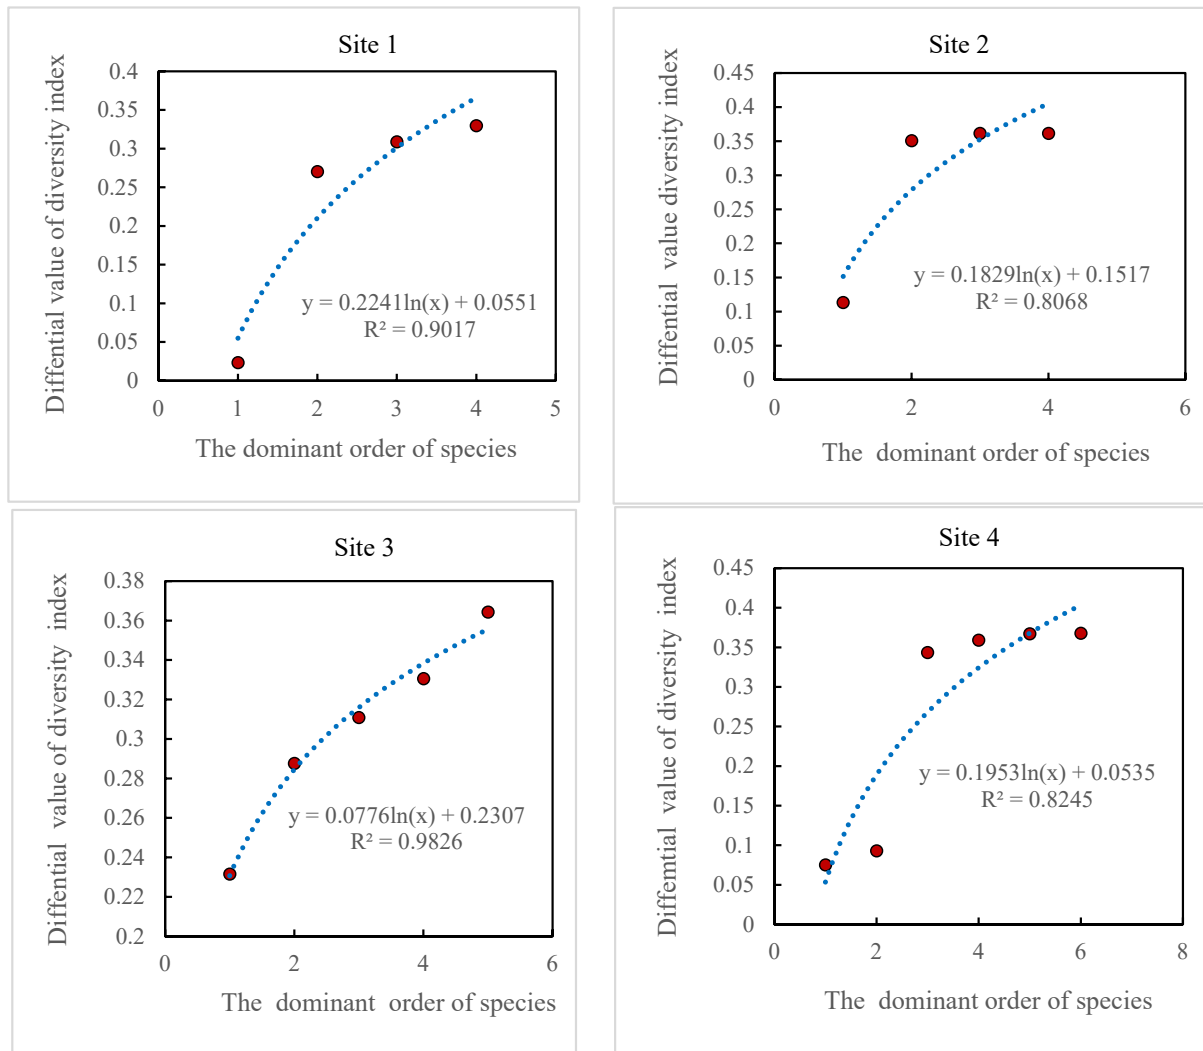 Site 1
Diffential value of diversity index
0.4
0.35
0.3
0.25
0.2
0.15
0.1
0.05
0
y = 0.2241ln(x) + 0.0551
R² = 0.9017
0 1 2 3 4 5
The dominant order of species
Site 2
Diffential value diversity index
0.45
0.4
0.35
0.3
0.25
0.2
0.15
0.1
0.05
0
y = 0.1829ln(x) + 0.1517
R² = 0.8068
0 2 4 6
The dominant order of species
Site 3
Diffential value of diversity index
0.38
0.36
0.34
0.32
0.3
0.28
0.26
0.24
0.22
0.2
y = 0.0776ln(x) + 0.2307
R² = 0.9826
0 2 4 6
The dominant order of species
Site 4
Diffemtial value of diversity index
0.45
0.4
0.35
0.3
0.25
0.2
0.15
0.1
0.05
0
y = 0.1953ln(x) + 0.0535
R² = 0.8245
0 2 4 6 8
The dominant order of species